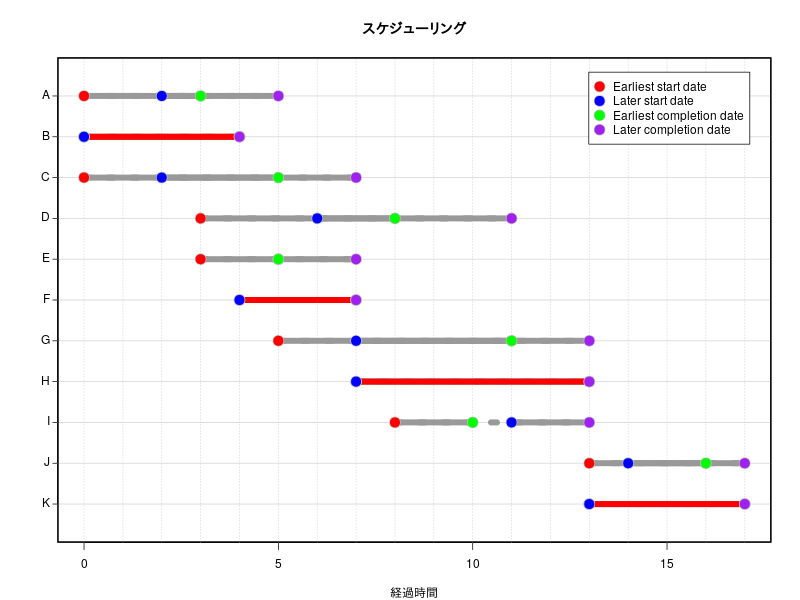 スケジューリング
Earliest start date
Later start date
Earliest completion date
Later completion date
A
B
C
D
E
F
G
H
I
J
K
0 5 10 15
経過時間